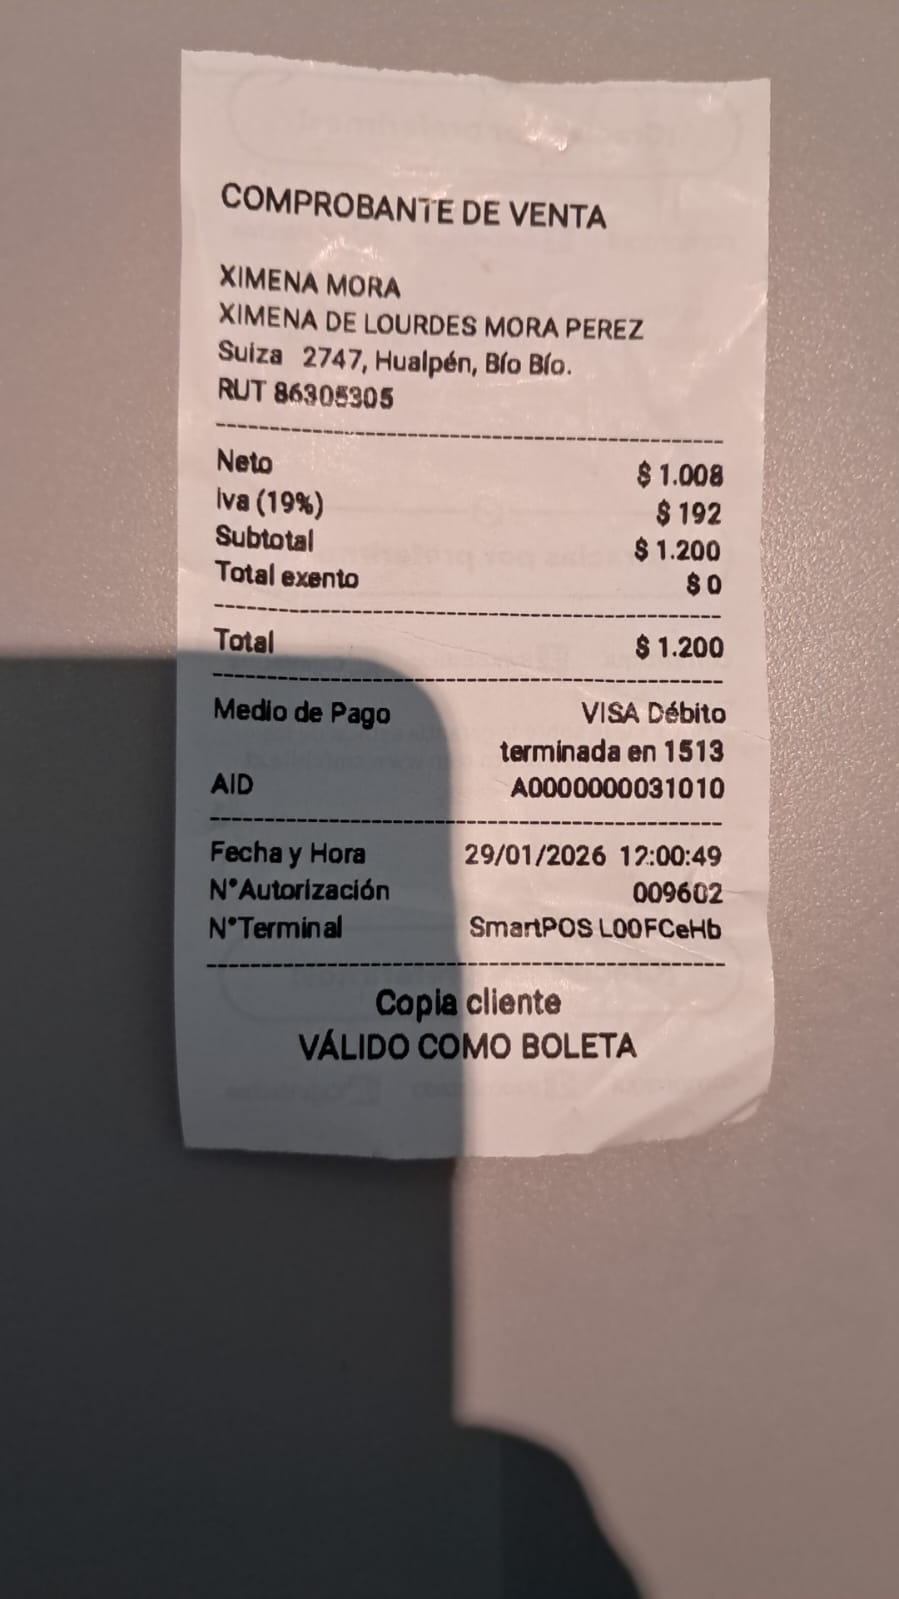 COMPROBANTE DE VENTA
XIMENA MORA
XIMENA DE LOURDES MORA PEREZ
Suiza 2747, Hualpén, Bío Bío.
RUT 86305305
Neto $ 1.008
Iva (19%) $ 192
Subtotal $ 1.200
Total exento $ 0
Total $ 1.200
Medio de Pago VISA Débito
terminada en 1513
AID A0000000031010
Fecha y Hora 29/01/2026 12:00:49
N°Autorización 009602
N°Terminal SmartPOS L00FCeHb
Copia cliente
VÁLIDO COMO BOLETA